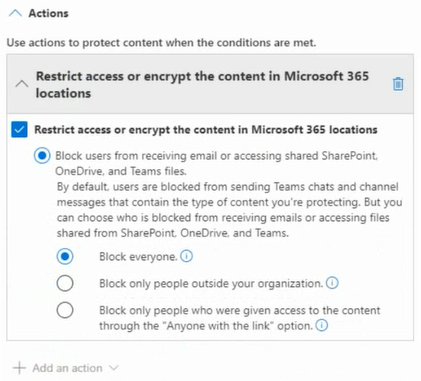 Actions
Use actions to protect content when the conditions are met.
Restrict access or encrypt the content in Microsoft 365
locations
Restrict access or encrypt the content in Microsoft 365 locations
Block users from receiving email or accessing shared SharePoint,
OneDrive, and Teams files.
By default, users are blocked from sending Teams chats and channel
messages that contain the type of content you're protecting. But you
can choose who is blocked from receiving emails or accessing files
shared from SharePoint, OneDrive, and Teams.
Block everyone.
Block only people outside your organization.
Block only people who were given access to the content
through the "Anyone with the link" option.
Add an action